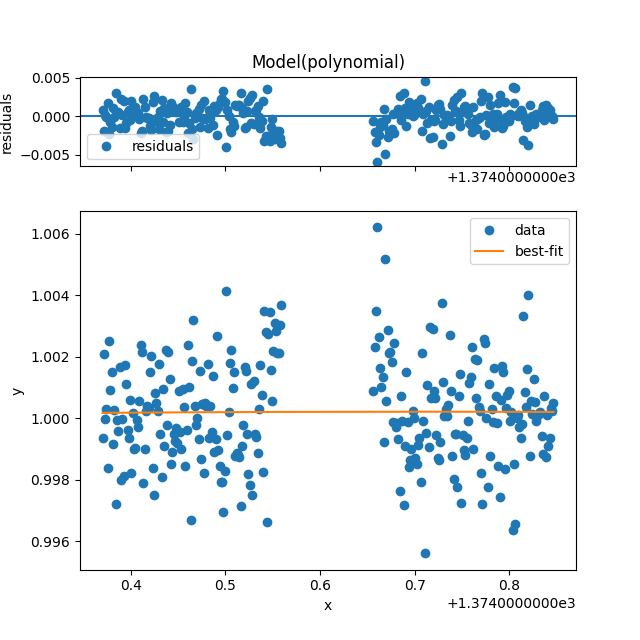 Model(polynomial)
0.005
0.000
−0.005
residuals
residuals
+1.3740000000e3
1.006
1.004
1.002
1.000
0.998
0.996
y
data
best-fit
0.4
0.5
0.6
0.7
0.8
x
+1.3740000000e3